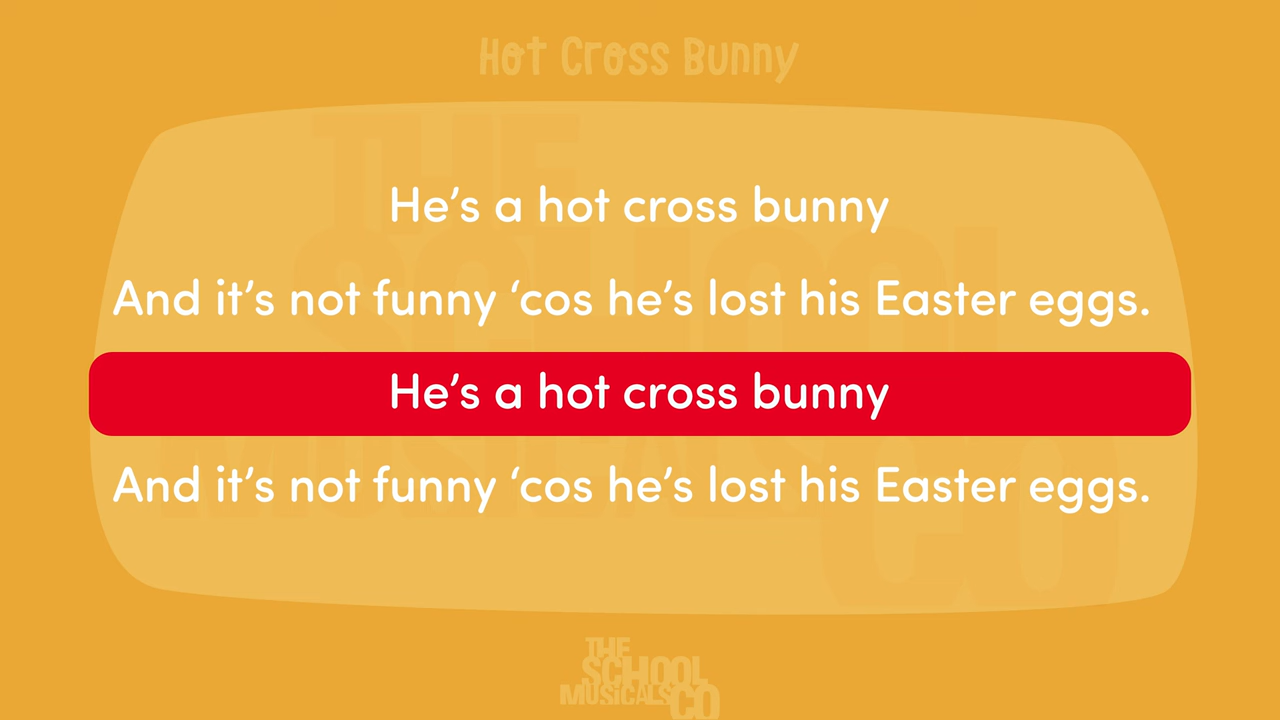 Hot Cross Bunny
He’s a hot cross bunny
And it’s not funny ‘cos he’s lost his Easter eggs.
He’s a hot cross bunny
And it’s not funny ‘cos he’s lost his Easter eggs.
THE
SCHOOL
MUSICALS CO